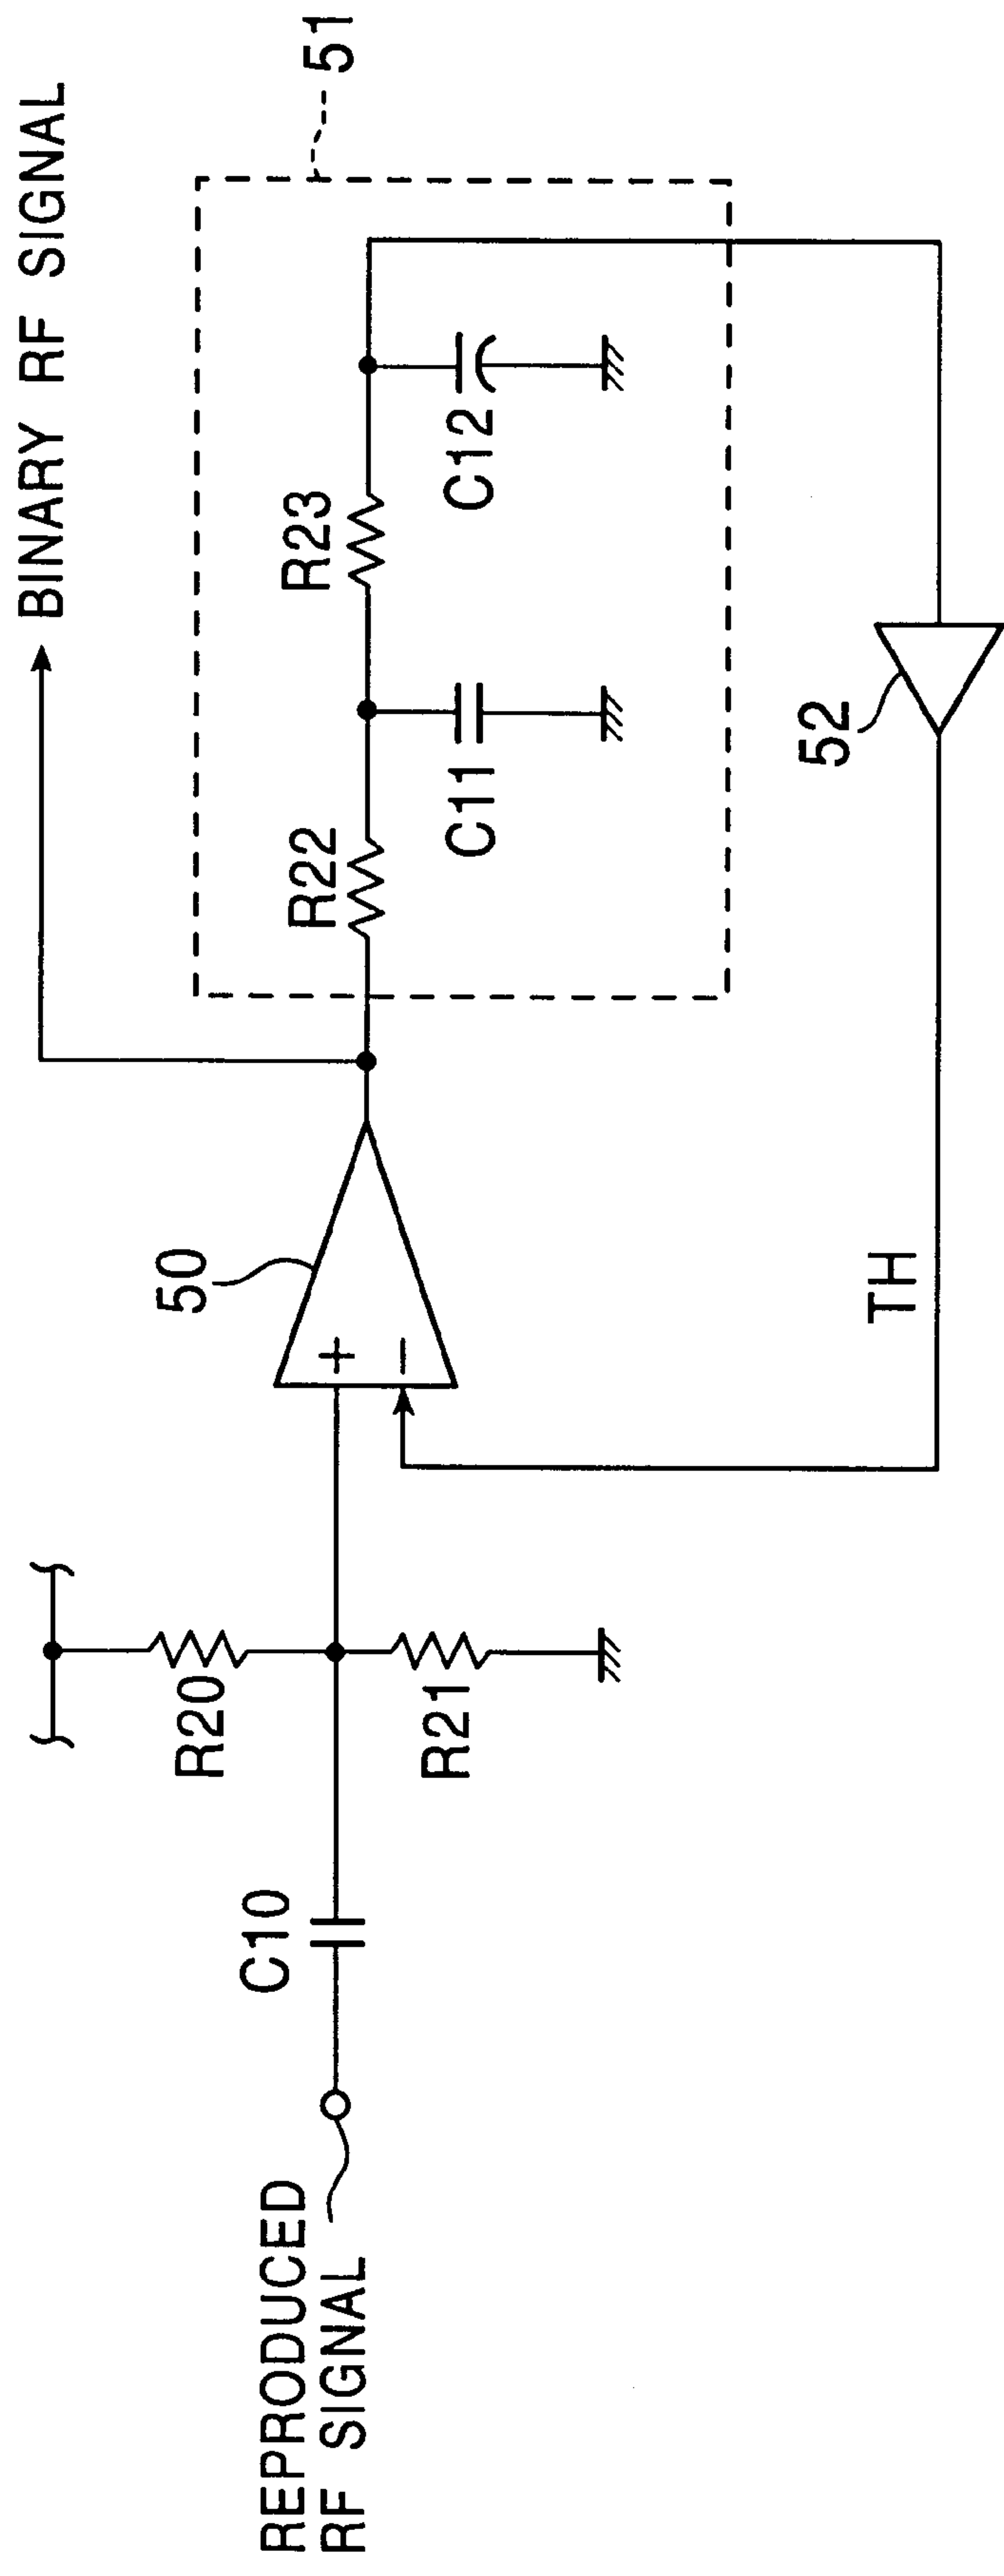 REPRODUCED
RF SIGNAL
C10
R20
R21
50
+
−
TH
BINARY RF SIGNAL
51
R22
R23
C11
C12
52